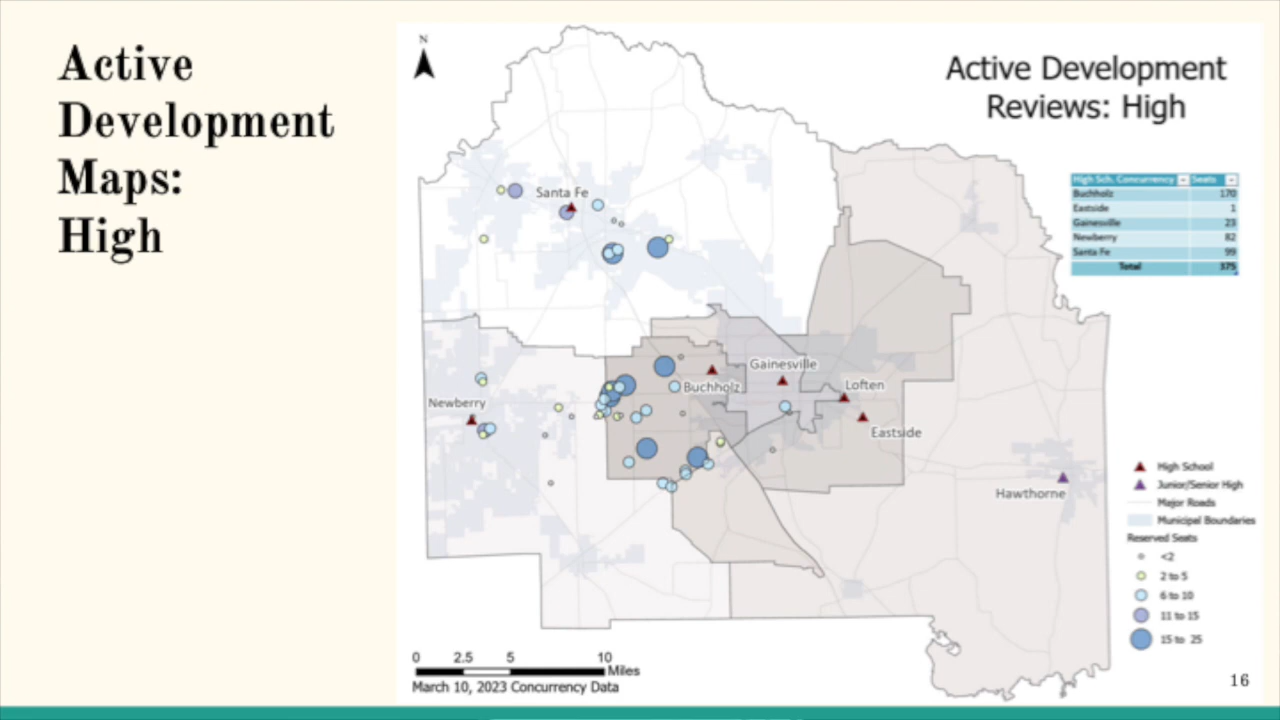 Active
Development
Maps:
High
N
Active Development
Reviews: High
High Sch. Concurrency Seats
Buchholz 170
Eastside 1
Gainesville 23
Newberry 82
Santa Fe 99
Total 375
Santa Fe
Gainesville
Buchholz
Loften
Newberry
Eastside
Hawthorne
High School
Junior/Senior High
Major Roads
Municipal Boundaries
Reserved Seats
<2
2 to 5
6 to 10
11 to 15
15 to 25
0 2.5 5 10
Miles
March 10, 2023 Concurrency Data
16